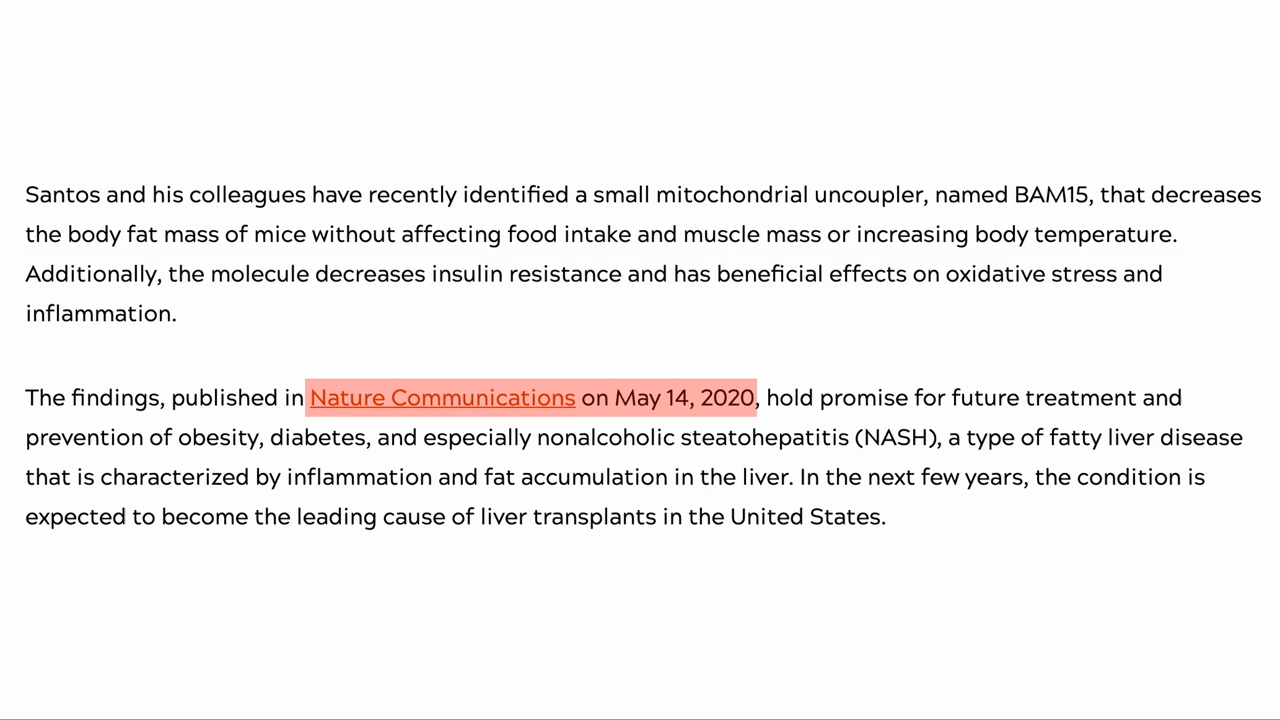 Santos and his colleagues have recently identified a small mitochondrial uncoupler, named BAM15, that decreases
the body fat mass of mice without affecting food intake and muscle mass or increasing body temperature.
Additionally, the molecule decreases insulin resistance and has beneficial effects on oxidative stress and
inflammation.
The findings, published in Nature Communications on May 14, 2020, hold promise for future treatment and
prevention of obesity, diabetes, and especially nonalcoholic steatohepatitis (NASH), a type of fatty liver disease
that is characterized by inflammation and fat accumulation in the liver. In the next few years, the condition is
expected to become the leading cause of liver transplants in the United States.